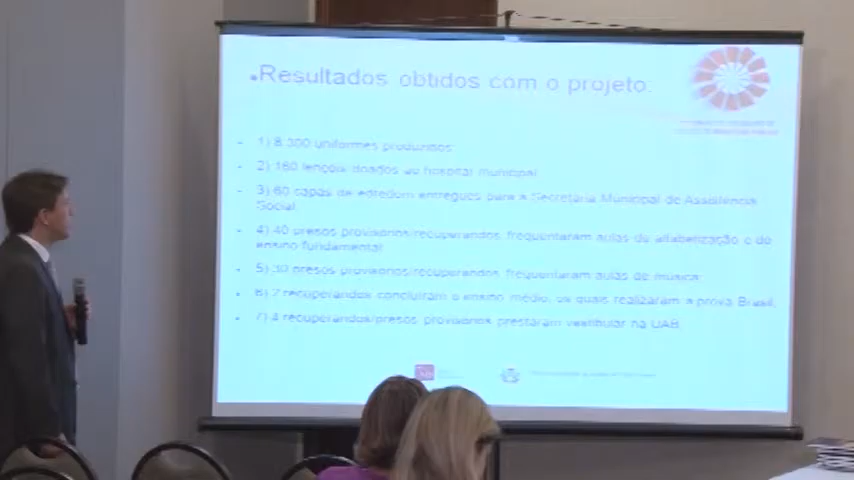 •Resultados obtidos com o projeto:
- 1) 8.300 uniformes produzidos;
- 2) 180 lençóis doados ao hospital municipal.
- 3) 60 capas de edredom entregues para a Secretaria Municipal de Assistência
Social.
- 4) 40 presos provisórios/recuperandos frequentaram aulas de alfabetização e do
ensino fundamental.
- 5) 30 presos provisórios/recuperandos frequentaram aulas de música;
- 6) 7 recuperandos concluíram o ensino médio, os quais realizaram a prova Brasil,
- 7) 4 recuperandos/presos provisórios prestaram vestibular na UAB.